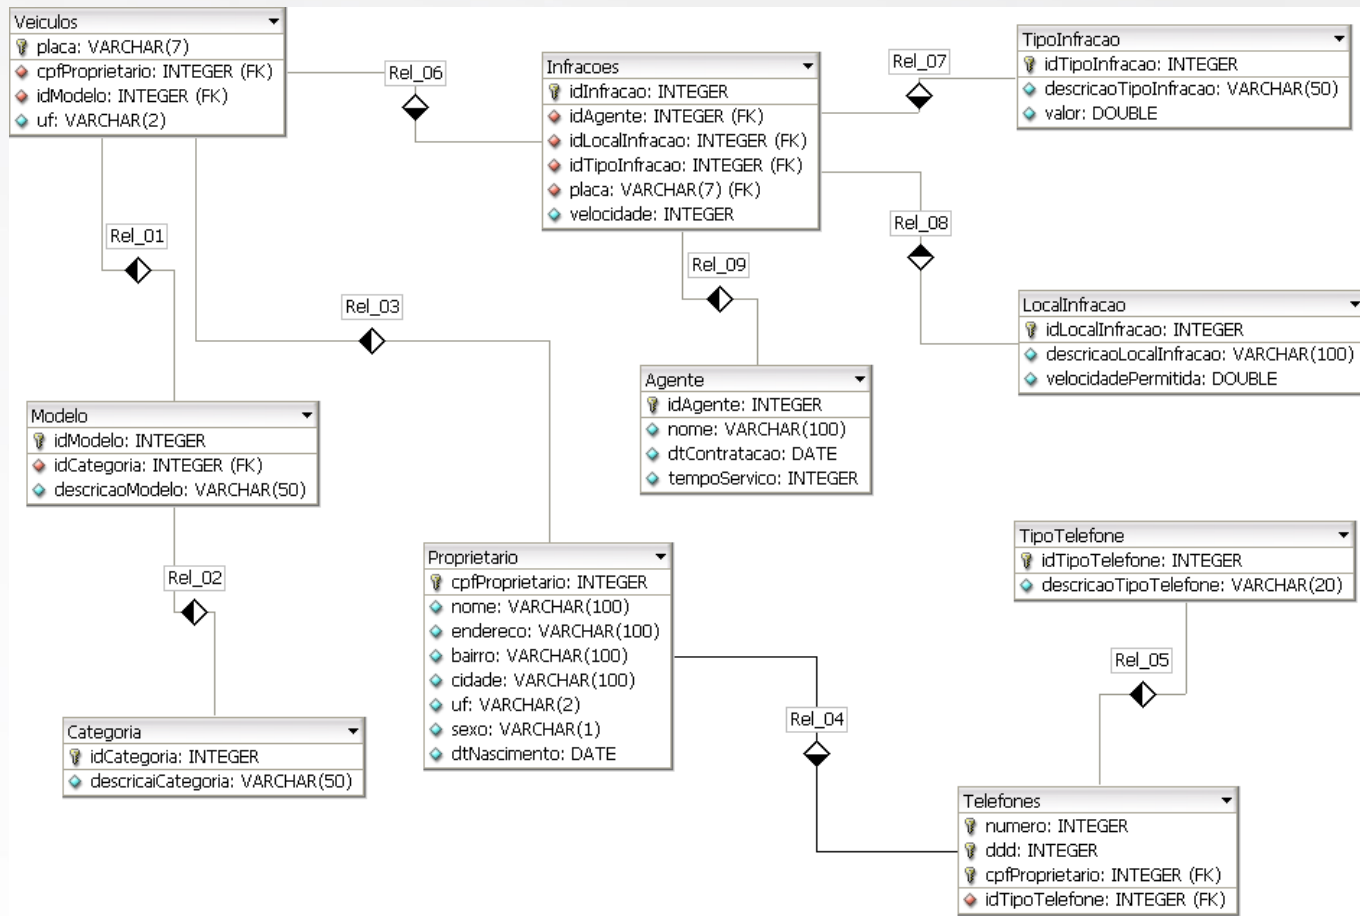 Veiculos
placa: VARCHAR(7)
cpfProprietario: INTEGER (FK)
idModelo: INTEGER (FK)
uf: VARCHAR(2)
Rel_06
Infracoes
idInfracao: INTEGER
idAgente: INTEGER (FK)
idLocalInfracao: INTEGER (FK)
idTipoInfracao: INTEGER (FK)
placa: VARCHAR(7) (FK)
velocidade: INTEGER
Rel_07
TipoInfracao
idTipoInfracao: INTEGER
descricaoTipoInfracao: VARCHAR(50)
valor: DOUBLE
Rel_01
Rel_03
Rel_09
Rel_08
LocalInfracao
idLocalInfracao: INTEGER
descricaoLocalInfracao: VARCHAR(100)
velocidadePermitida: DOUBLE
Agente
idAgente: INTEGER
nome: VARCHAR(100)
dtContratacao: DATE
tempoServico: INTEGER
Modelo
idModelo: INTEGER
idCategoria: INTEGER (FK)
descricaoModelo: VARCHAR(50)
Rel_02
Proprietario
cpfProprietario: INTEGER
nome: VARCHAR(100)
endereco: VARCHAR(100)
bairro: VARCHAR(100)
cidade: VARCHAR(100)
uf: VARCHAR(2)
sexo: VARCHAR(1)
dtNascimento: DATE
TipoTelefone
idTipoTelefone: INTEGER
descricaoTipoTelefone: VARCHAR(20)
Rel_05
Rel_04
Categoria
idCategoria: INTEGER
descricaiCategoria: VARCHAR(50)
Telefones
numero: INTEGER
ddd: INTEGER
cpfProprietario: INTEGER (FK)
idTipoTelefone: INTEGER (FK)